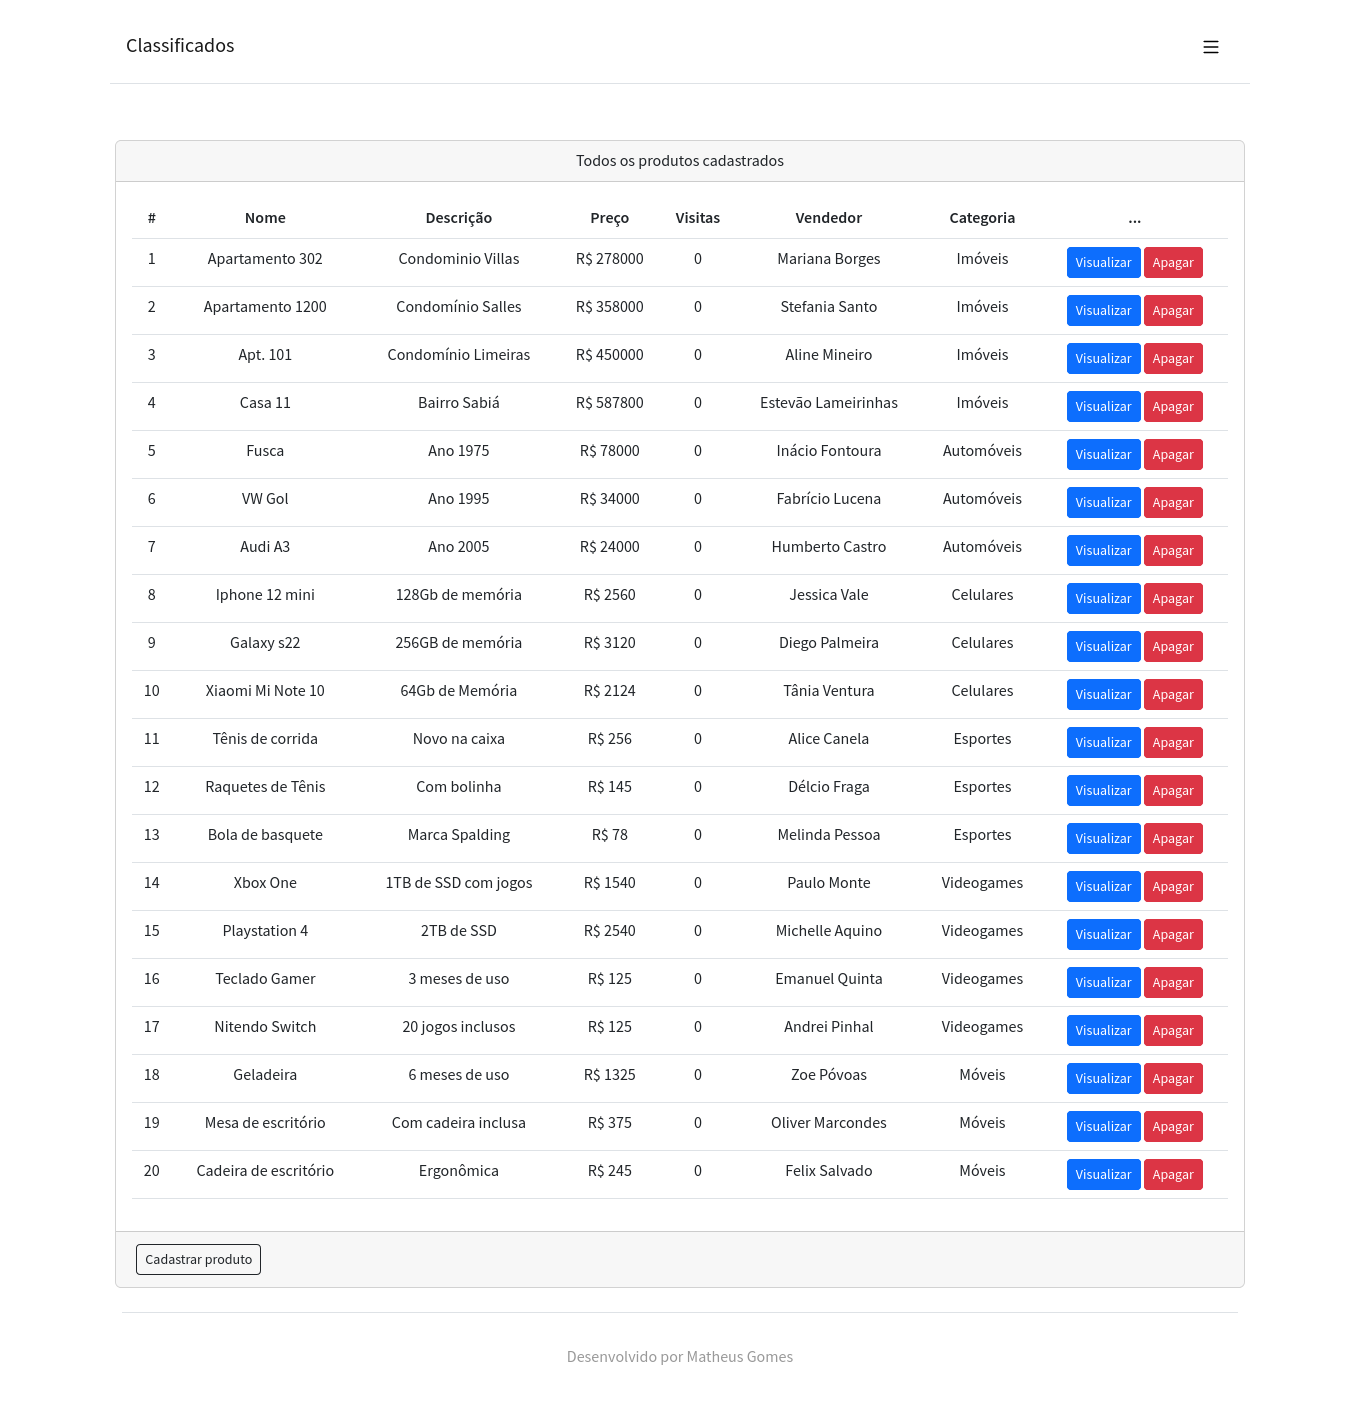 Classificados
Todos os produtos cadastrados
# Nome Descrição Preço Visitas Vendedor Categoria ...
1 Apartamento 302 Condominio Villas R$ 278000 0 Mariana Borges Imóveis Visualizar Apagar
2 Apartamento 1200 Condomínio Salles R$ 358000 0 Stefania Santo Imóveis Visualizar Apagar
3 Apt. 101 Condomínio Limeiras R$ 450000 0 Aline Mineiro Imóveis Visualizar Apagar
4 Casa 11 Bairro Sabiá R$ 587800 0 Estevão Lameirinhas Imóveis Visualizar Apagar
5 Fusca Ano 1975 R$ 78000 0 Inácio Fontoura Automóveis Visualizar Apagar
6 VW Gol Ano 1995 R$ 34000 0 Fabrício Lucena Automóveis Visualizar Apagar
7 Audi A3 Ano 2005 R$ 24000 0 Humberto Castro Automóveis Visualizar Apagar
8 Iphone 12 mini 128Gb de memória R$ 2560 0 Jessica Vale Celulares Visualizar Apagar
9 Galaxy s22 256GB de memória R$ 3120 0 Diego Palmeira Celulares Visualizar Apagar
10 Xiaomi Mi Note 10 64Gb de Memória R$ 2124 0 Tânia Ventura Celulares Visualizar Apagar
11 Tênis de corrida Novo na caixa R$ 256 0 Alice Canela Esportes Visualizar Apagar
12 Raquetes de Tênis Com bolinha R$ 145 0 Délcio Fraga Esportes Visualizar Apagar
13 Bola de basquete Marca Spalding R$ 78 0 Melinda Pessoa Esportes Visualizar Apagar
14 Xbox One 1TB de SSD com jogos R$ 1540 0 Paulo Monte Videogames Visualizar Apagar
15 Playstation 4 2TB de SSD R$ 2540 0 Michelle Aquino Videogames Visualizar Apagar
16 Teclado Gamer 3 meses de uso R$ 125 0 Emanuel Quinta Videogames Visualizar Apagar
17 Nitendo Switch 20 jogos inclusos R$ 125 0 Andrei Pinhal Videogames Visualizar Apagar
18 Geladeira 6 meses de uso R$ 1325 0 Zoe Póvoas Móveis Visualizar Apagar
19 Mesa de escritório Com cadeira inclusa R$ 375 0 Oliver Marcondes Móveis Visualizar Apagar
20 Cadeira de escritório Ergonômica R$ 245 0 Felix Salvado Móveis Visualizar Apagar
Cadastrar produto
Desenvolvido por Matheus Gomes